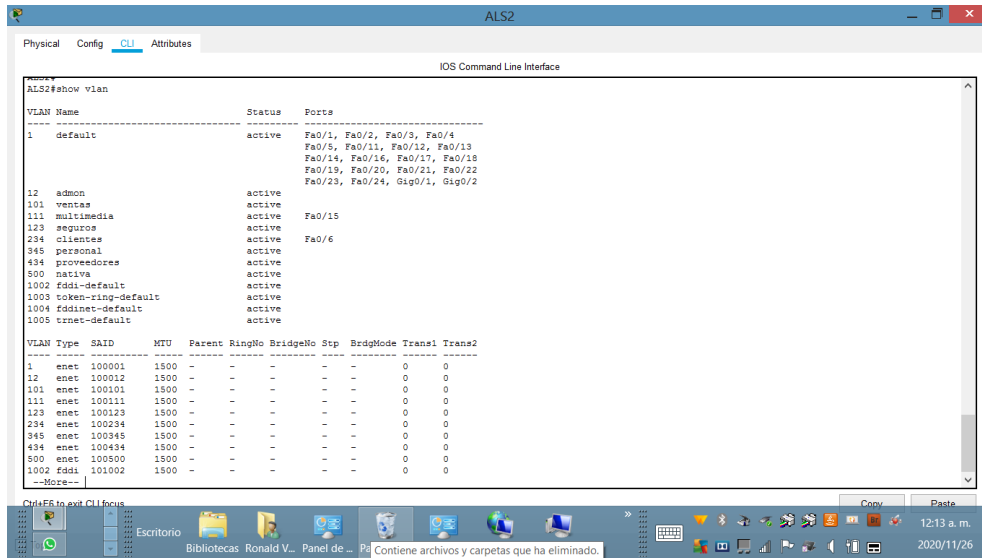 ALS2
Physical Config CLI Attributes
IOS Command Line Interface
ALS2#
ALS2#show vlan
VLAN Name Status Ports
---- -------------------------------- --------- -------------------------------
1 default active Fa0/1, Fa0/2, Fa0/3, Fa0/4
Fa0/5, Fa0/11, Fa0/12, Fa0/13
Fa0/14, Fa0/16, Fa0/17, Fa0/18
Fa0/19, Fa0/20, Fa0/21, Fa0/22
Fa0/23, Fa0/24, Gig0/1, Gig0/2
12 admon active
101 ventas active
111 multimedia active Fa0/15
123 seguros active
234 clientes active Fa0/6
345 personal active
434 proveedores active
500 nativa active
1002 fddi-default active
1003 token-ring-default active
1004 fddinet-default active
1005 trnet-default active
VLAN Type SAID MTU Parent RingNo BridgeNo Stp BrdgMode Trans1 Trans2
---- ----- ---------- ----- ------ ------ -------- ---- -------- ------ ------
1 enet 100001 1500 - - - - - 0 0
12 enet 100012 1500 - - - - - 0 0
101 enet 100101 1500 - - - - - 0 0
111 enet 100111 1500 - - - - - 0 0
123 enet 100123 1500 - - - - - 0 0
234 enet 100234 1500 - - - - - 0 0
345 enet 100345 1500 - - - - - 0 0
434 enet 100434 1500 - - - - - 0 0
500 enet 100500 1500 - - - - - 0 0
1002 fddi 101002 1500 - - - - - 0 0
--More--
Ctrl+F6 to exit CLI focus
Copy Paste
Escritorio
Bibliotecas Ronald V... Panel de ... Pa
Contiene archivos y carpetas que ha eliminado.
12:13 a. m.
2020/11/26